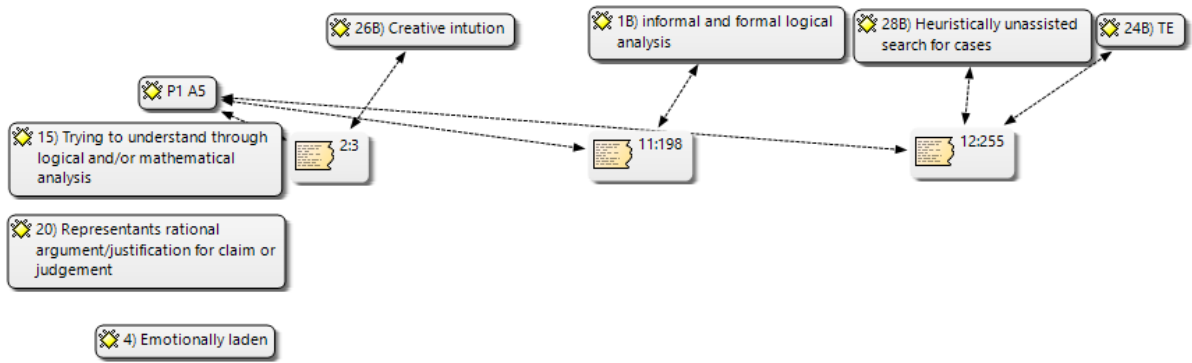 26B) Creative intution
1B) informal and formal logical
analysis
28B) Heuristically unassisted
search for cases
24B) TE
P1 A5
15) Trying to understand through
logical and/or mathematical
analysis
2:3
11:198
12:255
20) Representants rational
argument/justification for claim or
judgement
4) Emotionally laden